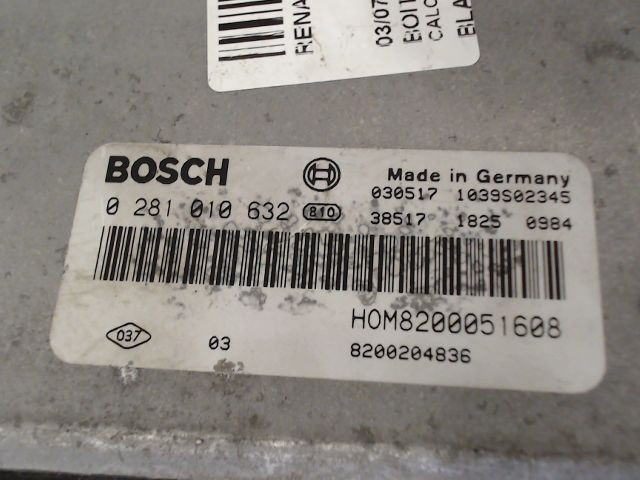 RENA
03/07
BOIT
CALC
BLA
BOSCH
Made in Germany
030517 1039S02345
0 281 010 632 810
38517 1825 0984
HOM8200051608
037 03
8200204836